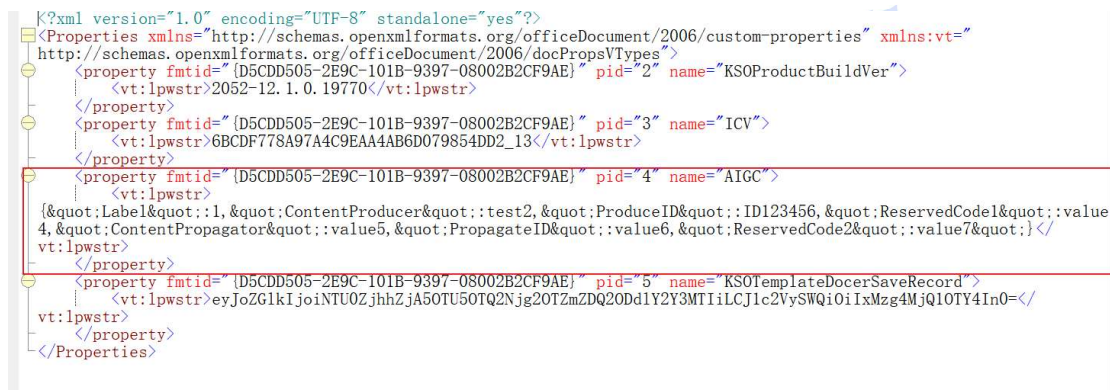 <?xml version="1.0" encoding="UTF-8" standalone="yes"?>
<Properties xmlns="http://schemas.openxmlformats.org/officeDocument/2006/custom-properties" xmlns:vt="
http://schemas.openxmlformats.org/officeDocument/2006/docPropsVTypes">
<property fmtid="{D5CDD505-2E9C-101B-9397-08002B2CF9AE}" pid="2" name="KSOProductBuildVer">
<vt:lpwstr>2052-12.1.0.19770</vt:lpwstr>
</property>
<property fmtid="{D5CDD505-2E9C-101B-9397-08002B2CF9AE}" pid="3" name="ICV">
<vt:lpwstr>6BCDF778A97A4C9EAA4AB6D079854DD2_13</vt:lpwstr>
</property>
<property fmtid="{D5CDD505-2E9C-101B-9397-08002B2CF9AE}" pid="4" name="AIGC">
<vt:lpwstr>
{&quot;Label&quot;:1,&quot;ContentProducer&quot;:test2,&quot;ProduceID&quot;:ID123456,&quot;ReservedCode1&quot;:value
4,&quot;ContentPropagator&quot;:value5,&quot;PropagateID&quot;:value6,&quot;ReservedCode2&quot;:value7&quot;}</
vt:lpwstr>
</property>
<property fmtid="{D5CDD505-2E9C-101B-9397-08002B2CF9AE}" pid="5" name="KSOTemplateDocerSaveRecord">
<vt:lpwstr>eyJoZGlkIjoiNTU0ZjhhZjA5OTU5OTQ2Njg2OTZmZDQ2ODdlY2Y3MTIiLCJ1c2VySWQiOiIxMzg4MjQ1OTY4In0=</
vt:lpwstr>
</property>
</Properties>